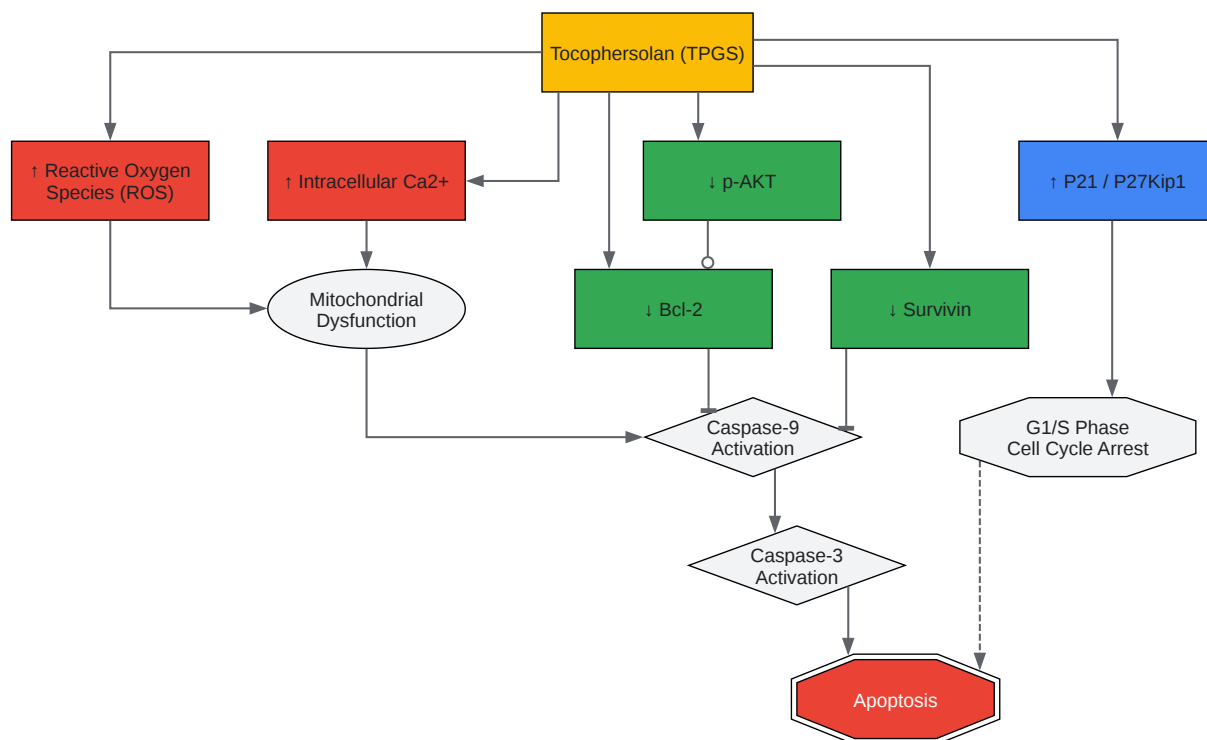 Tocophersolan (TPGS)
↑ Reactive Oxygen
Species (ROS)
↑ Intracellular Ca2+
↓ p-AKT
↑ P21 / P27Kip1
Mitochondrial
Dysfunction
↓ Bcl-2
↓ Survivin
Caspase-9
Activation
G1/S Phase
Cell Cycle Arrest
Caspase-3
Activation
Apoptosis